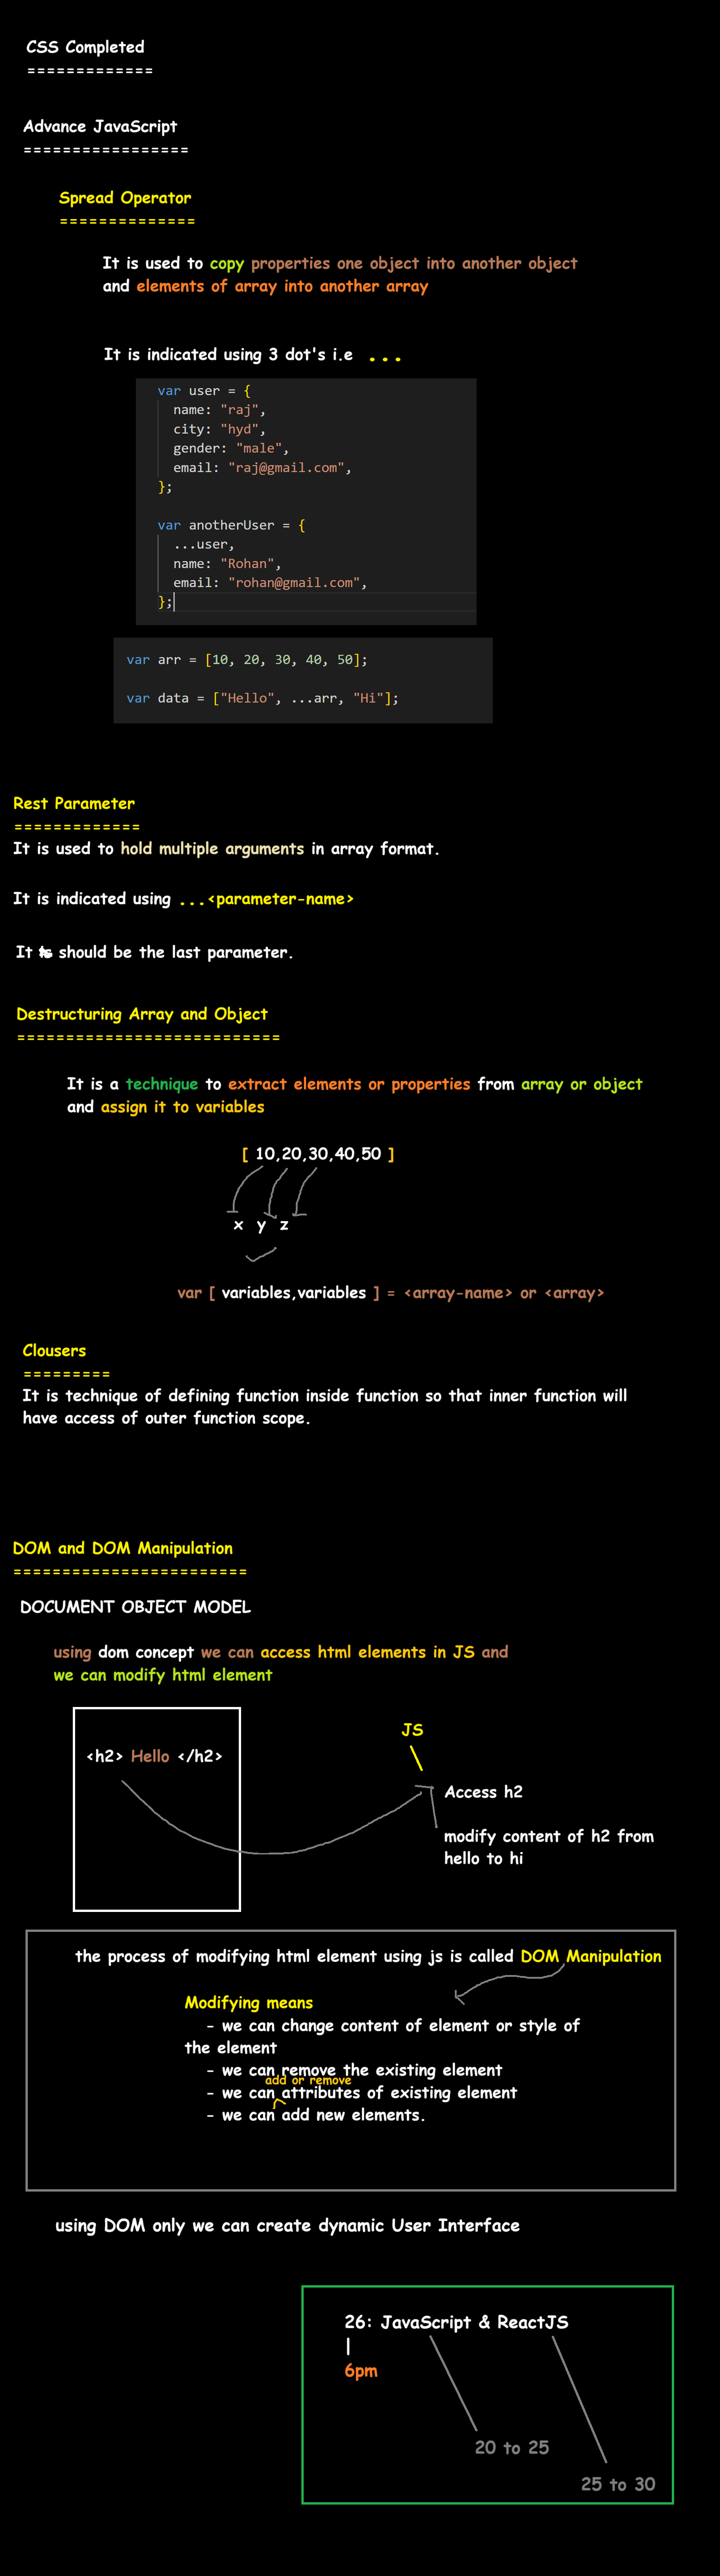 CSS Completed
=============
Advance JavaScript
=================
Spread Operator
==============
It is used to copy properties one object into another object
and elements of array into another array
It is indicated using 3 dot's i.e ...
var user = {
name: "raj",
city: "hyd",
gender: "male",
email: "raj@gmail.com",
};
var anotherUser = {
...user,
name: "Rohan",
email: "rohan@gmail.com",
};
var arr = [10, 20, 30, 40, 50];
var data = ["Hello", ...arr, "Hi"];
Rest Parameter
=============
It is used to hold multiple arguments in array format.
It is indicated using ...<parameter-name>
It should be the last parameter.
Destructuring Array and Object
===========================
It is a technique to extract elements or properties from array or object
and assign it to variables
[ 10,20,30,40,50 ]
x y z
var [ variables,variables ] = <array-name> or <array>
Clousers
=========
It is technique of defining function inside function so that inner function will
have access of outer function scope.
DOM and DOM Manipulation
========================
DOCUMENT OBJECT MODEL
using dom concept we can access html elements in JS and
we can modify html element
JS
<h2> Hello </h2>
Access h2
modify content of h2 from
hello to hi
the process of modifying html element using js is called DOM Manipulation
Modifying means
- we can change content of element or style of
the element
- we can remove the existing element
add or remove
- we can attributes of existing element
- we can add new elements.
using DOM only we can create dynamic User Interface
26: JavaScript & ReactJS
|
6pm
20 to 25
25 to 30